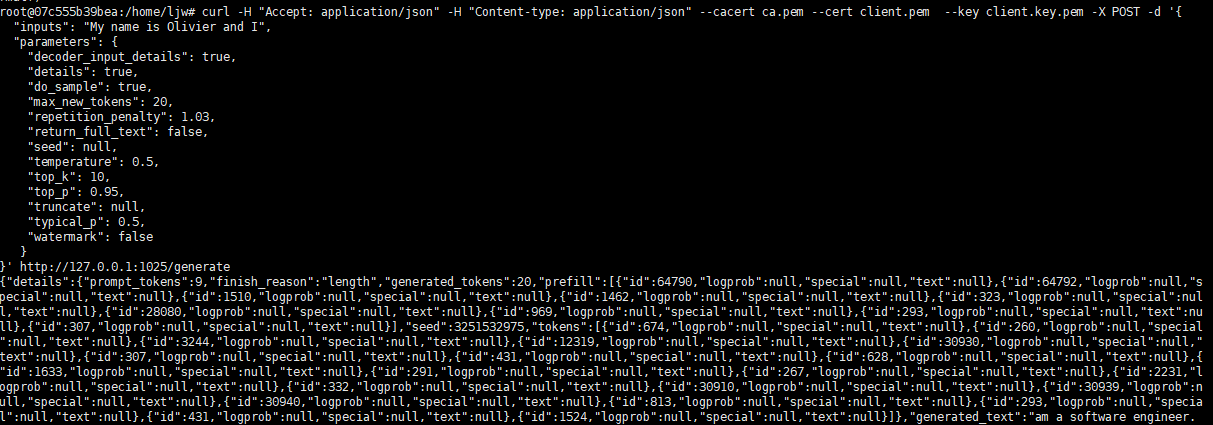 root@07c555b39bea:/home/ljw# curl -H "Accept: application/json" -H "Content-type: application/json" --cacert ca.pem --cert client.pem  --key client.key.pem -X POST -d '{
  "inputs": "My name is Olivier and I",
  "parameters": {
    "decoder_input_details": true,
    "details": true,
    "do_sample": true,
    "max_new_tokens": 20,
    "repetition_penalty": 1.03,
    "return_full_text": false,
    "seed": null,
    "temperature": 0.5,
    "top_k": 10,
    "top_p": 0.95,
    "truncate": null,
    "typical_p": 0.5,
    "watermark": false
   }
}' http://127.0.0.1:1025/generate
{"details":{"prompt_tokens":9,"finish_reason":"length","generated_tokens":20,"prefill":[{"id":64790,"logprob":null,"special":null,"text":null},{"id":64792,"logprob":null,"s
pecial":null,"text":null},{"id":1510,"logprob":null,"special":null,"text":null},{"id":1462,"logprob":null,"special":null,"text":null},{"id":323,"logprob":null,"special":nul
l,"text":null},{"id":28080,"logprob":null,"special":null,"text":null},{"id":969,"logprob":null,"special":null,"text":null},{"id":293,"logprob":null,"special":null,"text":nu
ll},{"id":307,"logprob":null,"special":null,"text":null}],"seed":3251532975,"tokens":[{"id":674,"logprob":null,"special":null,"text":null},{"id":260,"logprob":null,"special
":null,"text":null},{"id":3244,"logprob":null,"special":null,"text":null},{"id":12319,"logprob":null,"special":null,"text":null},{"id":30930,"logprob":null,"special":null,"
text":null},{"id":307,"logprob":null,"special":null,"text":null},{"id":431,"logprob":null,"special":null,"text":null},{"id":628,"logprob":null,"special":null,"text":null},{
"id":1633,"logprob":null,"special":null,"text":null},{"id":291,"logprob":null,"special":null,"text":null},{"id":267,"logprob":null,"special":null,"text":null},{"id":2231,"l
ogprob":null,"special":null,"text":null},{"id":332,"logprob":null,"special":null,"text":null},{"id":30910,"logprob":null,"special":null,"text":null},{"id":30939,"logprob":n
ull,"special":null,"text":null},{"id":30940,"logprob":null,"special":null,"text":null},{"id":813,"logprob":null,"special":null,"text":null},{"id":293,"logprob":null,"specia
l":null,"text":null},{"id":431,"logprob":null,"special":null,"text":null},{"id":1524,"logprob":null,"special":null,"text":null}]},"generated_text":"am a software engineer.